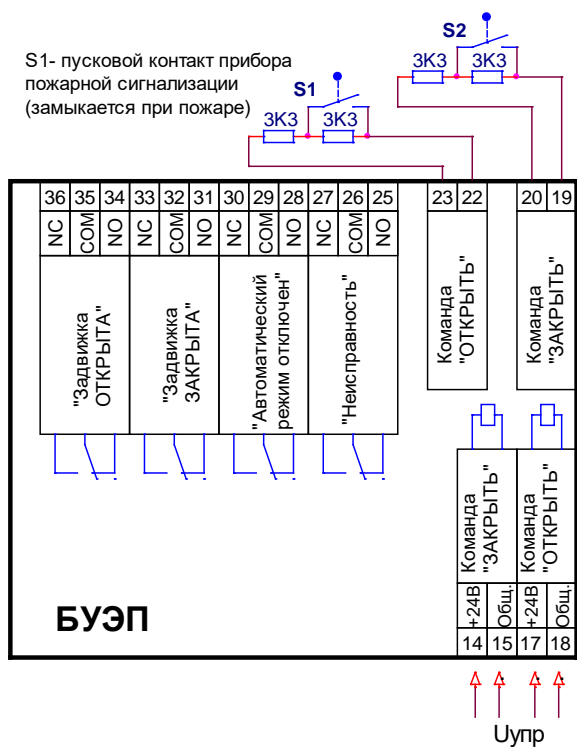 S2
S1- пусковой контакт прибора
пожарной сигнализации
(замыкается при пожаре)
3К3 3К3
S1
3К3 3К3
36 35 34 33 32 31 30 29 28 27 26 25 23 22 20 19
NC COM NO NC COM NO NC COM NO NC COM NO
"Задвижка
ОТКРЫТА"
"Задвижка
ЗАКРЫТА"
"Автоматический
режим отключен"
"Неисправность"
Команда
"ОТКРЫТЬ"
Команда
"ЗАКРЫТЬ"
Команда
"ЗАКРЫТЬ"
Команда
"ОТКРЫТЬ"
+24В Общ. +24В Общ.
БУЭП
14 15 17 18
Uупр